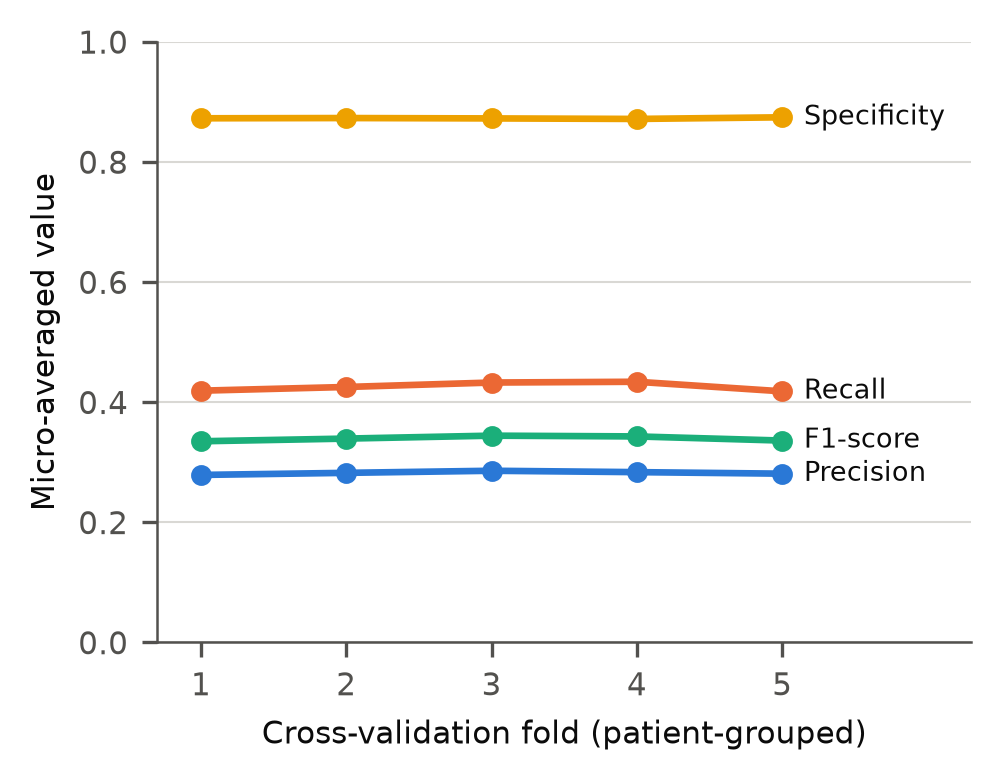 1.0
0.8
0.6
0.4
0.2
0.0
Micro-averaged value
Specificity
Recall
F1-score
Precision
1 2 3 4 5
Cross-validation fold (patient-grouped)